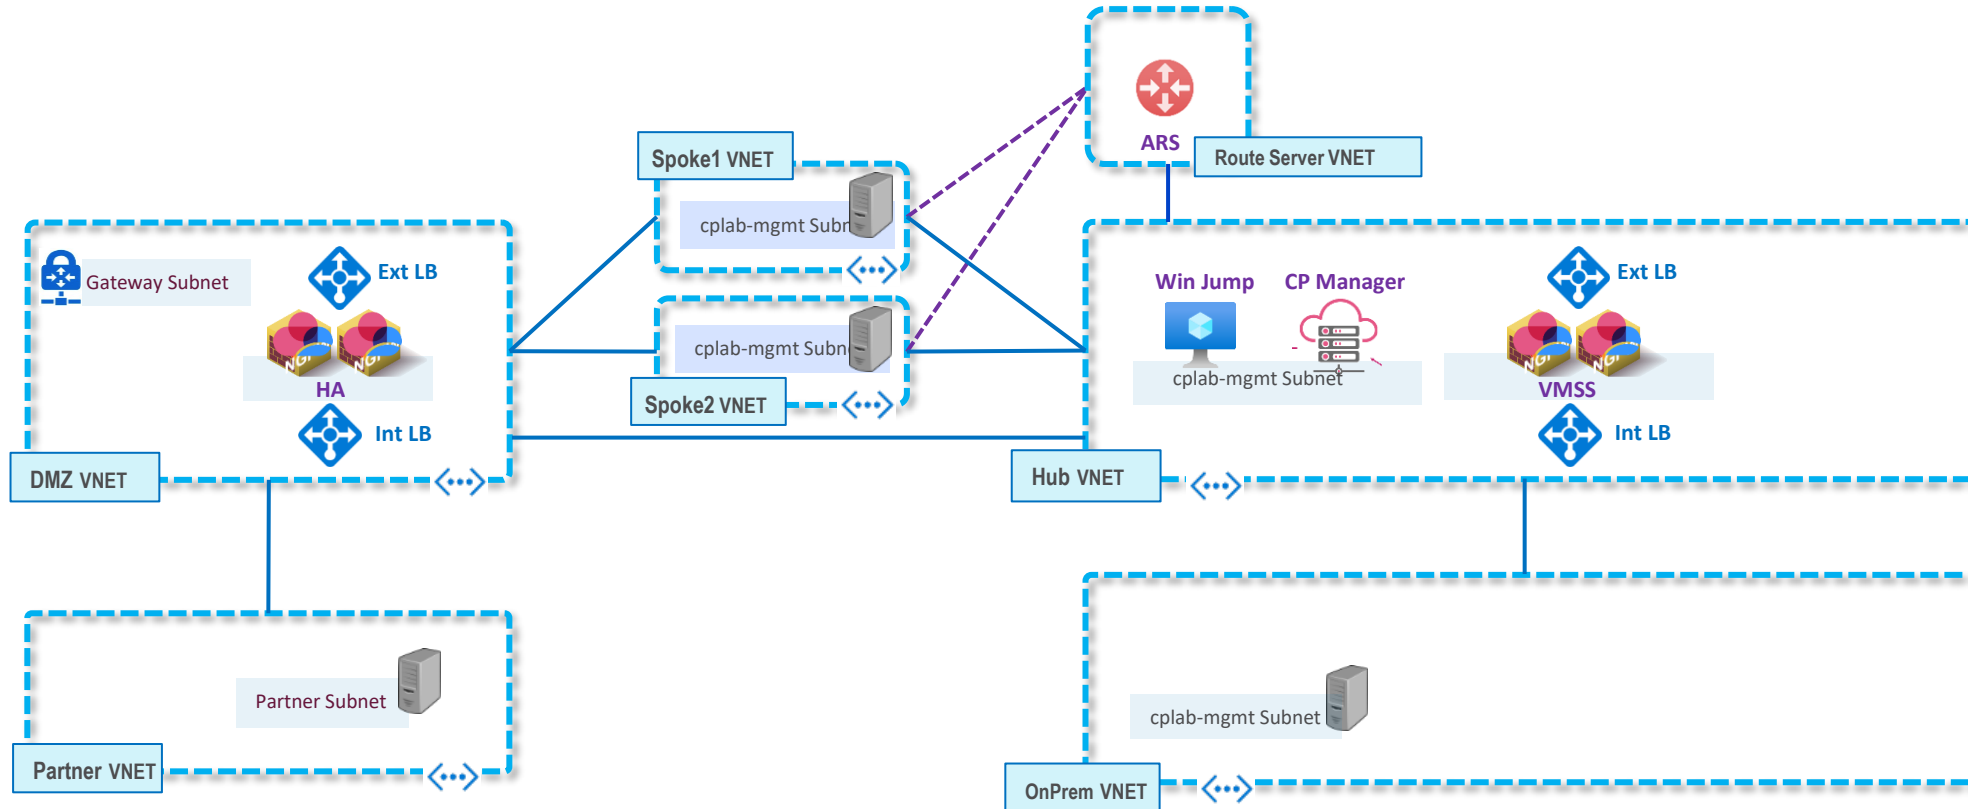 ARS
Route Server VNET
Spoke1 VNET
cplab-mgmt Subn
Gateway Subnet
Ext LB
HA
Int LB
DMZ VNET
cplab-mgmt Subn
Spoke2 VNET
Win Jump
CP Manager
cplab-mgmt Subnet
Ext LB
VMSS
Int LB
Hub VNET
Partner Subnet
Partner VNET
cplab-mgmt Subnet
OnPrem VNET